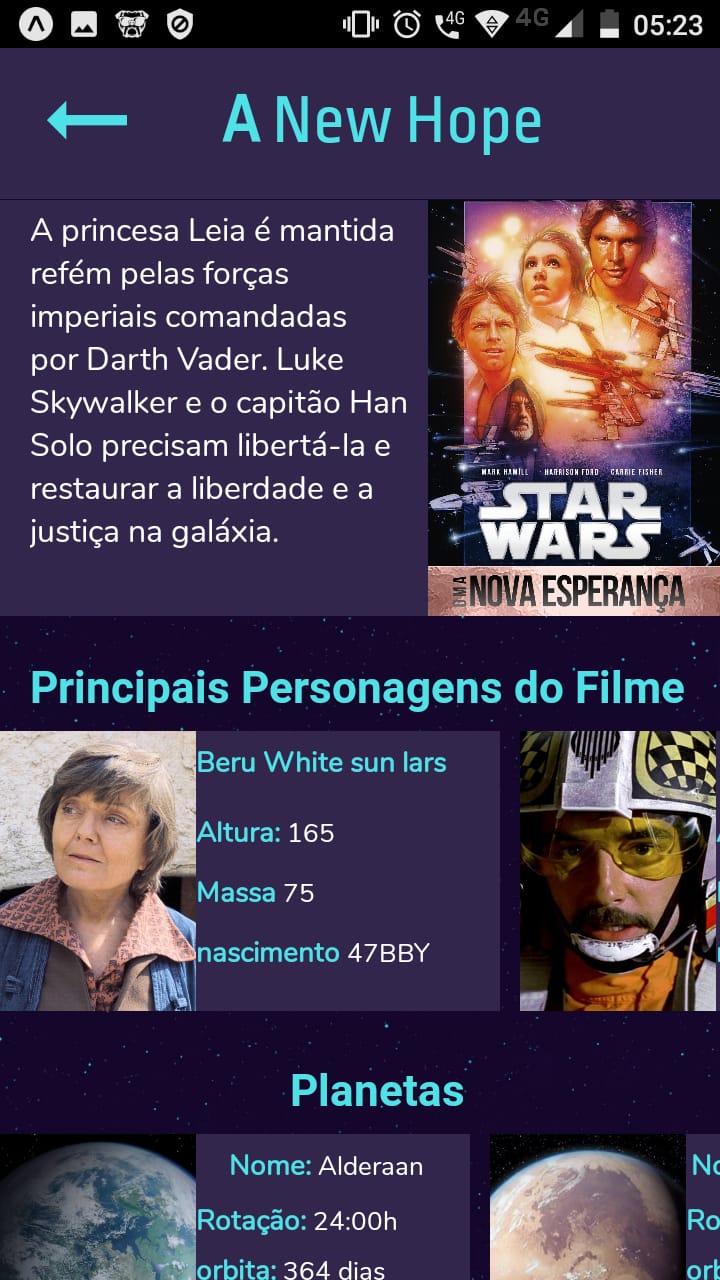 4G
4G
05:23
A New Hope
A princesa Leia é mantida
refém pelas forças
imperiais comandadas
por Darth Vader. Luke
Skywalker e o capitão Han
Solo precisam libertá-la e
restaurar a liberdade e a
justiça na galáxia.
MARK HAMILL HARRISON FORD CARRIE FISHER
STAR
WARS
UMA NOVA ESPERANÇA
Principais Personagens do Filme
Beru White sun lars
Altura: 165
Massa 75
nascimento 47BBY
Planetas
Nome: Alderaan
Rotação: 24:00h
orbita: 364 dias